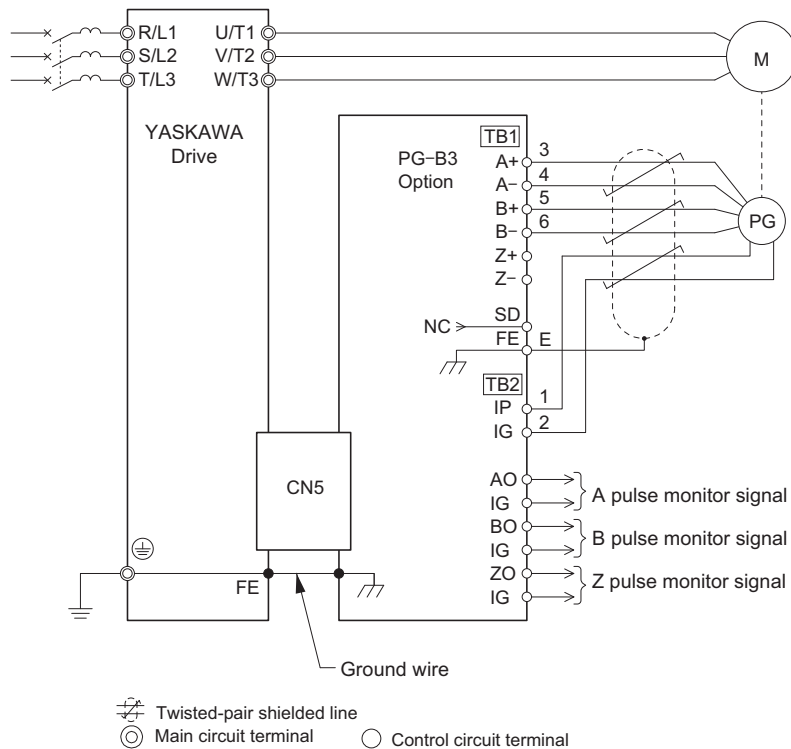 R/L1 U/T1
S/L2 V/T2
T/L3 W/T3
M
YASKAWA
Drive
PG-B3
Option
TB1
A+ 3
A− 4
B+ 5
B− 6
Z+
Z−
PG
NC SD
FE E
TB2
IP 1
IG 2
CN5
AO
IG
A pulse monitor signal
BO
IG
B pulse monitor signal
ZO
IG
Z pulse monitor signal
FE
Ground wire
Twisted-pair shielded line
Main circuit terminal
Control circuit terminal